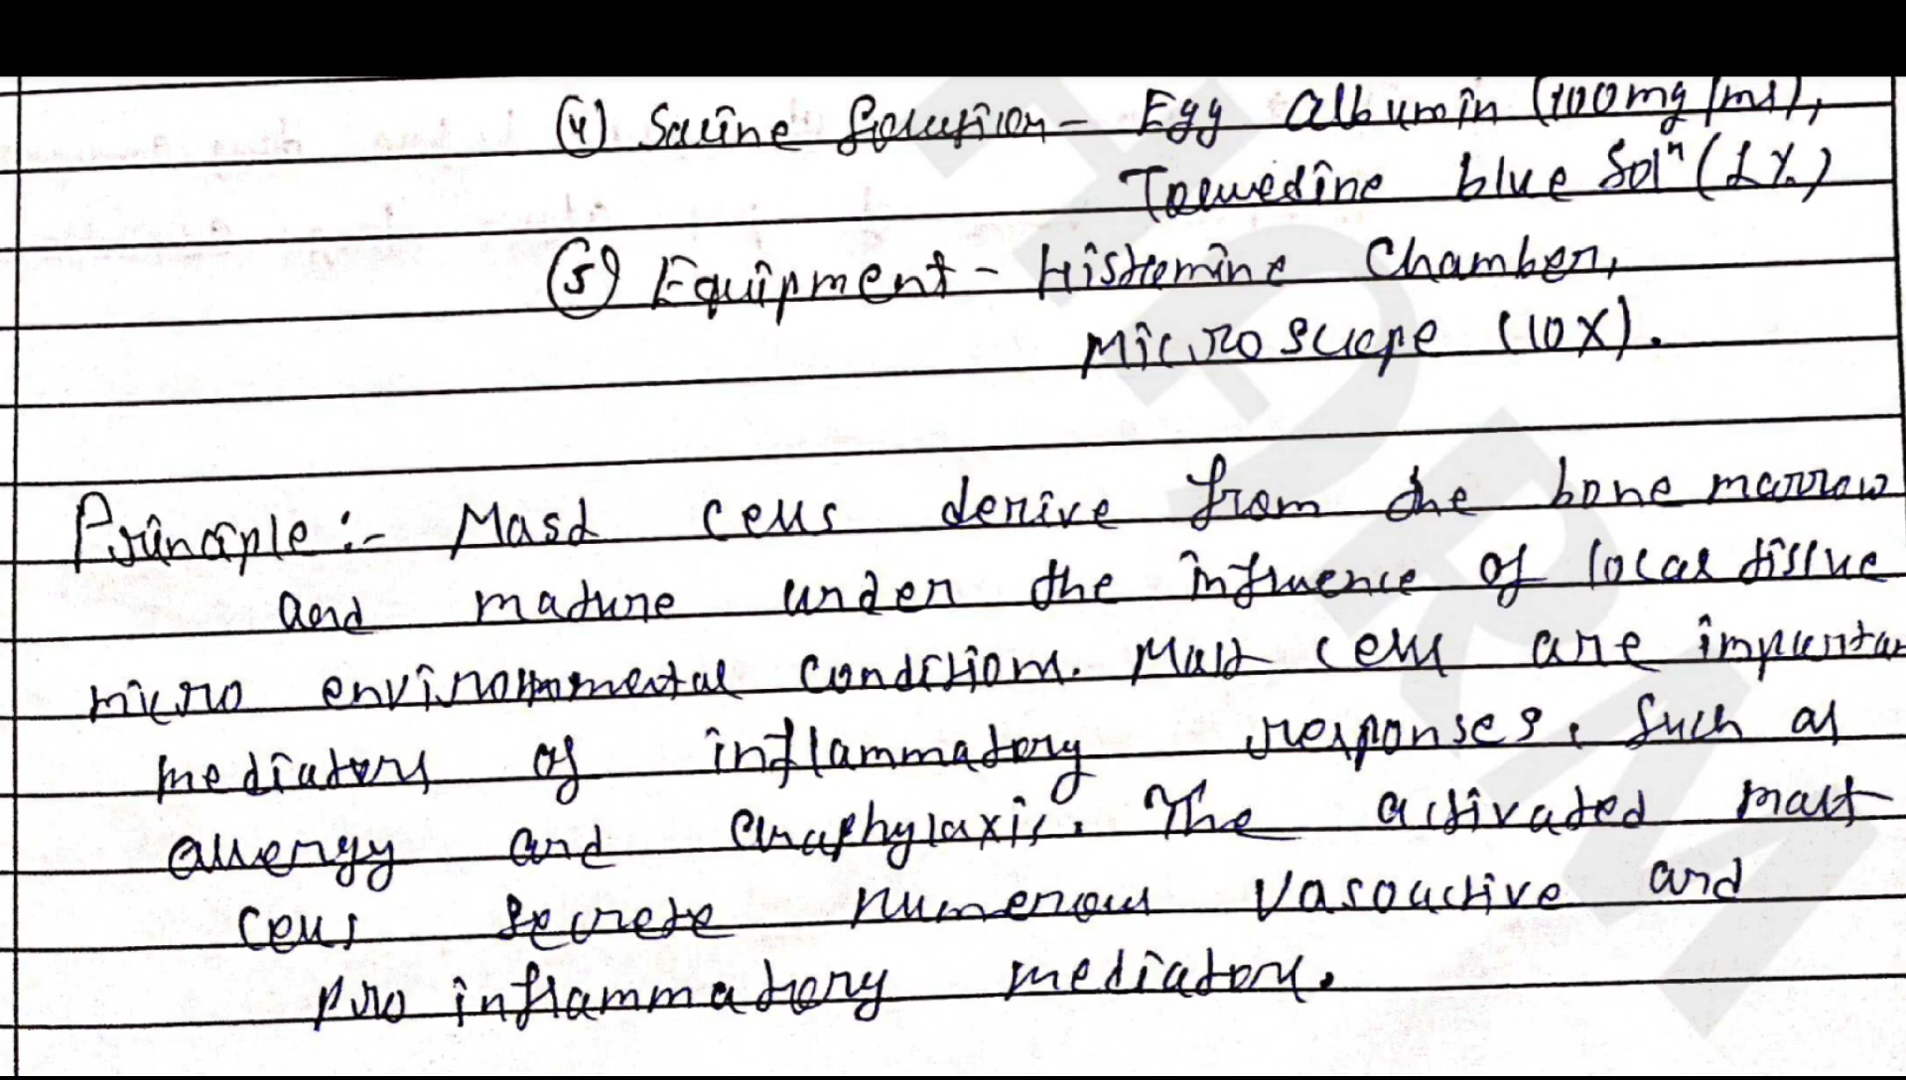 (4) Saline Solution - Egg Albumin (100mg/ml),
Toluedine blue Solⁿ (1%)
(5) Equipment - Histamine Chamber,
Microscope (10X).
Principle:- Mast cells derive from the bone marrow
and mature under the influence of local tissue
micro environmental conditions. Mast cells are importan
mediators of inflammatory responses, such as
allergy and anaphylaxis. The activated mast
cells secrete numerous vasoactive and
pro inflammatory mediators.